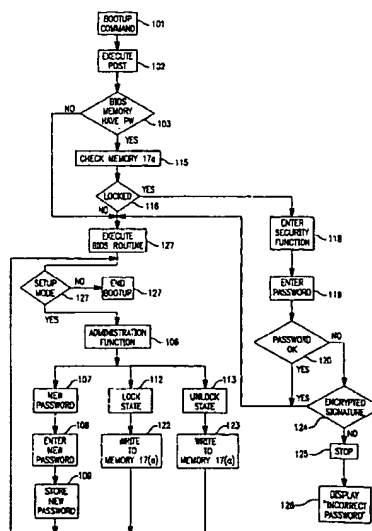 BOOTUP
COMMAND
101
EXECUTE
POST
102
NO
BIOS
MEMORY
HAVE PW
103
YES
CHECK MEMORY 17a
115
LOCKED
YES
116
NO
EXECUTE
BIOS ROUTINE
127
ENTER
SECURITY
FUNCTION
118
ENTER
PASSWORD
119
SETUP
MODE
127
NO
END
BOOTUP
127
YES
PASSWORD
OK
120
NO
YES
ADMINISTRATION
FUNCTION
106
NEW
PASSWORD
107
LOCK
STATE
112
UNLOCK
STATE
113
YES
ENCRYPTED
SIGNATURE
124
NO
ENTER
NEW
PASSWORD
108
WRITE
TO
MEMORY 17(a)
122
WRITE
TO
MEMORY 17(a)
123
STOP
125
STORE
NEW
PASSWORD
109
DISPLAY
"INCORRECT
PASSWORD"
126